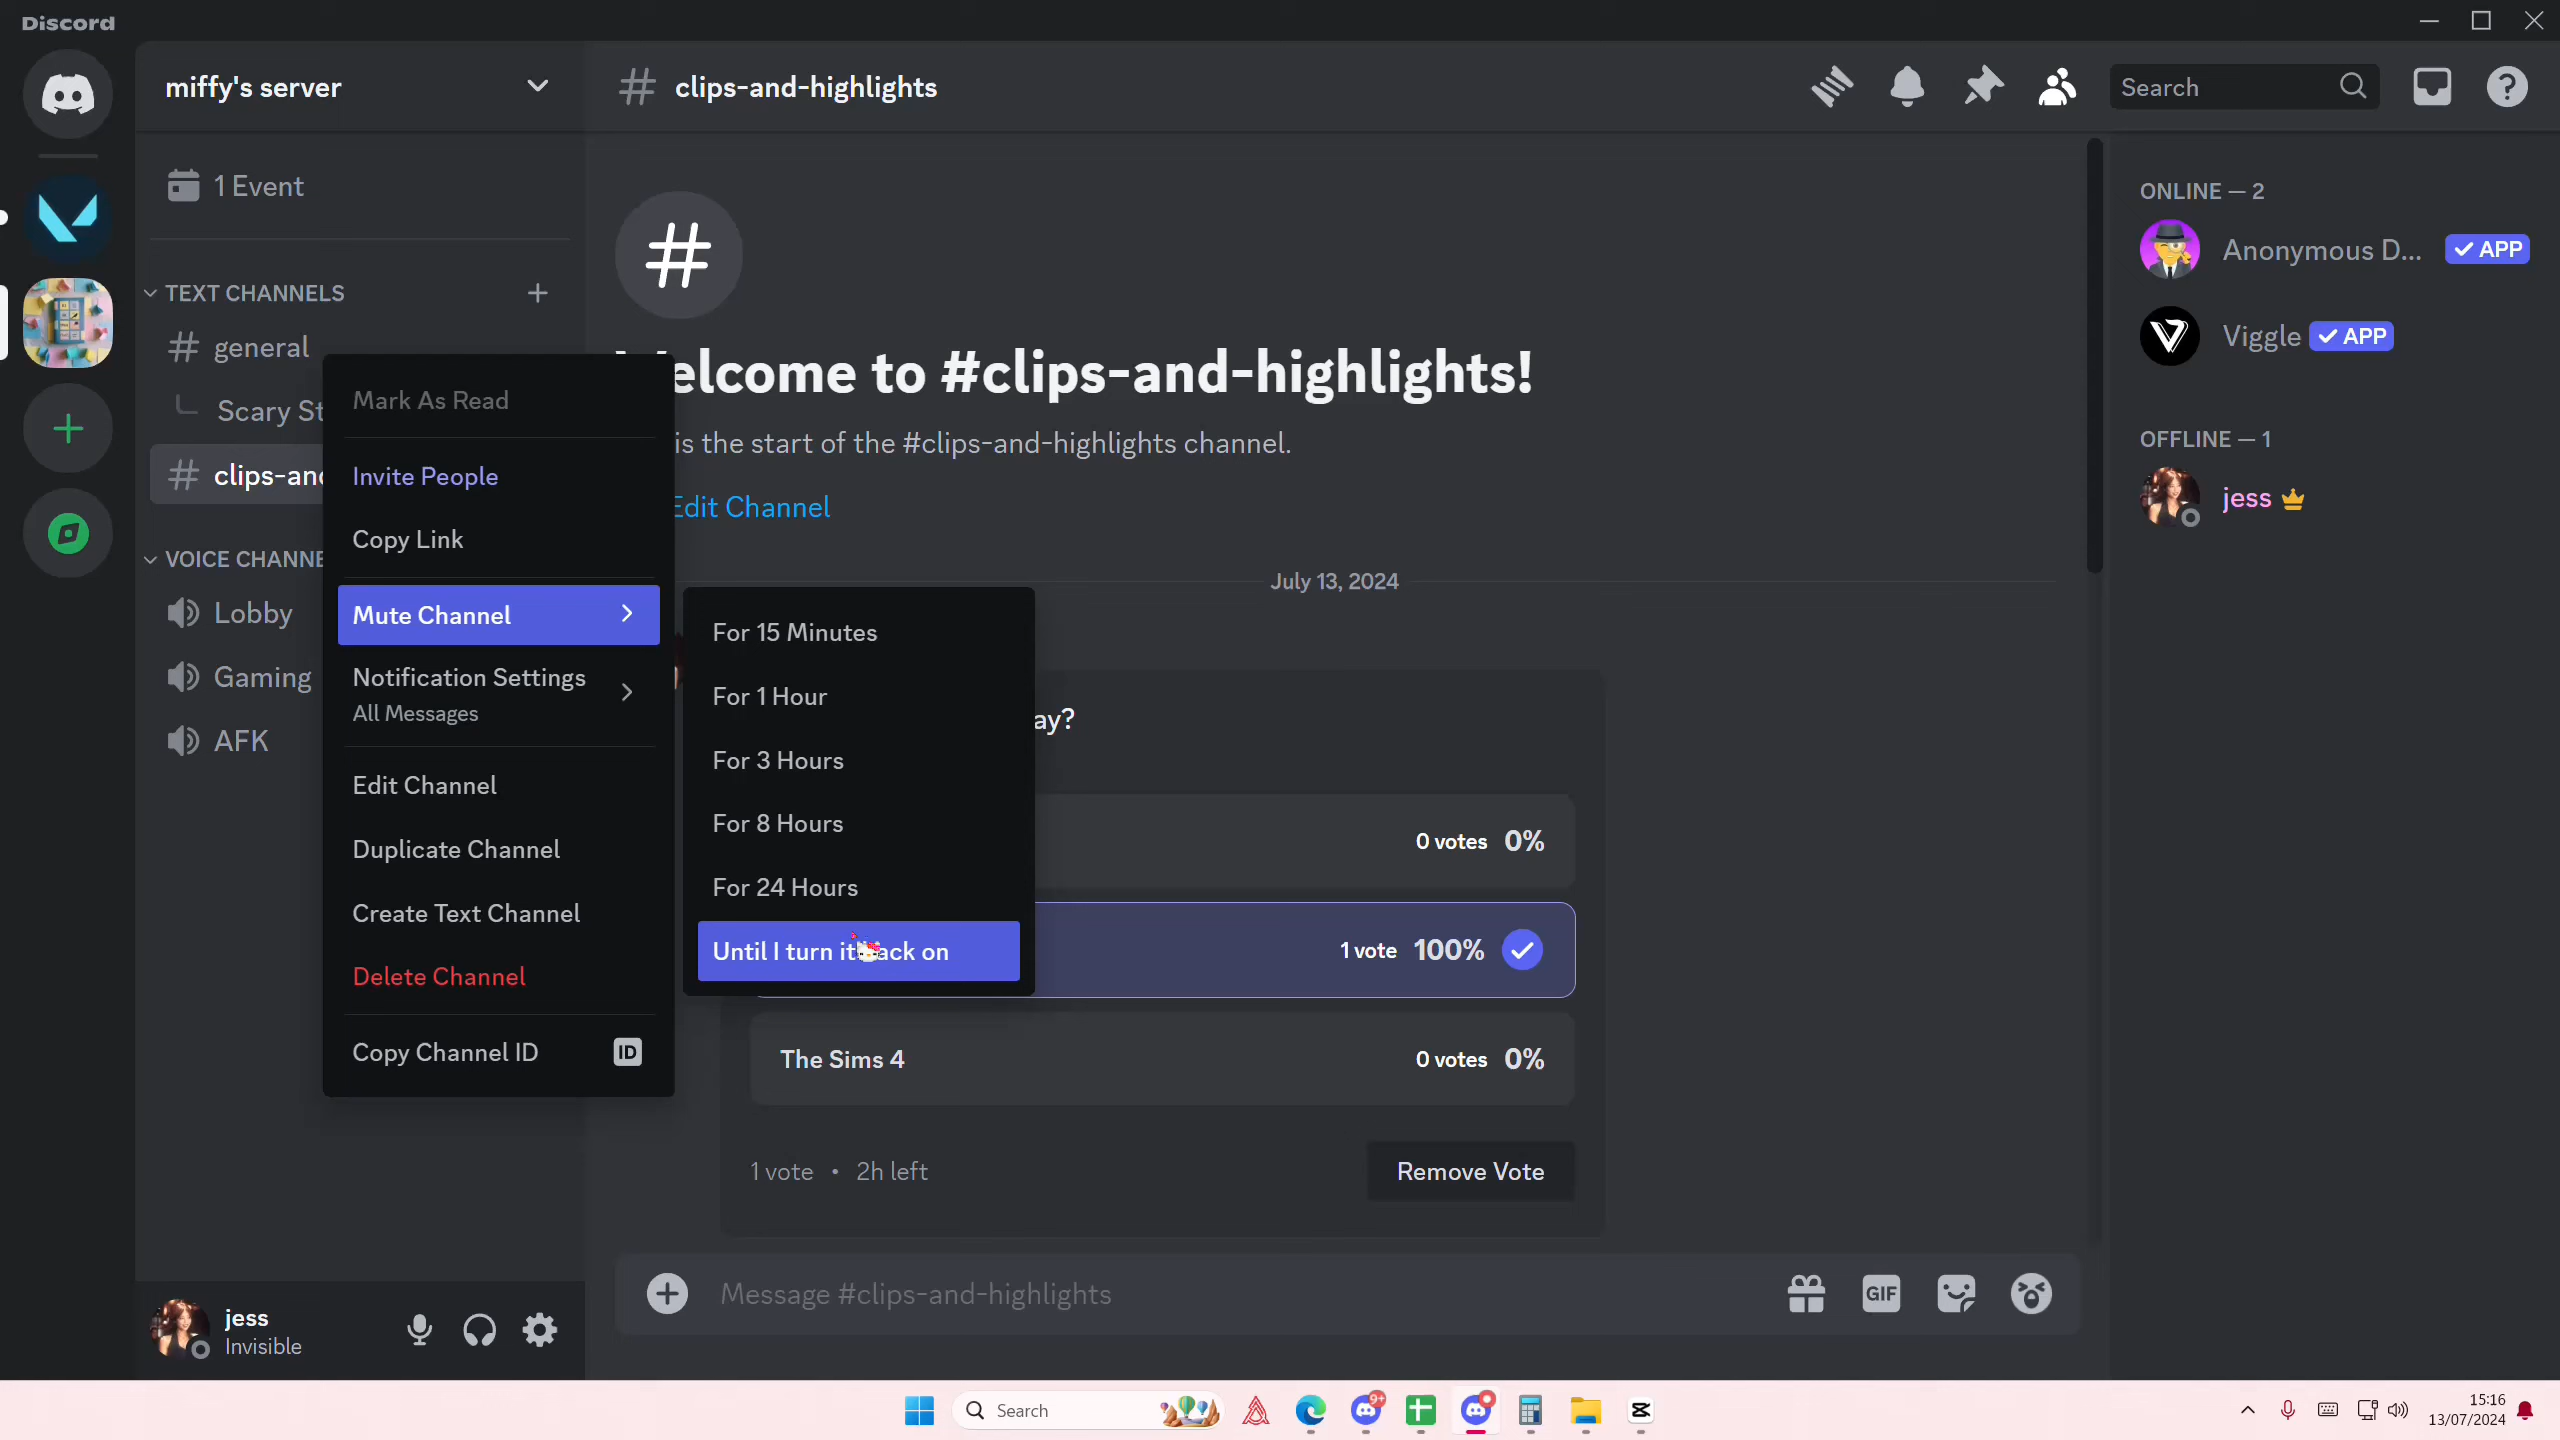 Discord
miffy's server
# clips-and-highlights
Search
1 Event
TEXT CHANNELS
general
Scary St
clips-and
VOICE CHANNE
Lobby
Gaming
AFK
Mark As Read
Invite People
Copy Link
Mute Channel
Notification Settings
All Messages
Edit Channel
Duplicate Channel
Create Text Channel
Delete Channel
Copy Channel ID
ID
For 15 Minutes
For 1 Hour
For 3 Hours
For 8 Hours
For 24 Hours
Until I turn it ack on
#
elcome to #clips-and-highlights!
is the start of the #clips-and-highlights channel.
Edit Channel
July 13, 2024
ay?
0 votes 0%
1 vote 100%
The Sims 4
0 votes 0%
1 vote • 2h left
Remove Vote
Message #clips-and-highlights
GIF
ONLINE — 2
Anonymous D... ✓ APP
Viggle ✓ APP
OFFLINE — 1
jess
jess
Invisible
Search
9+
15:16
13/07/2024